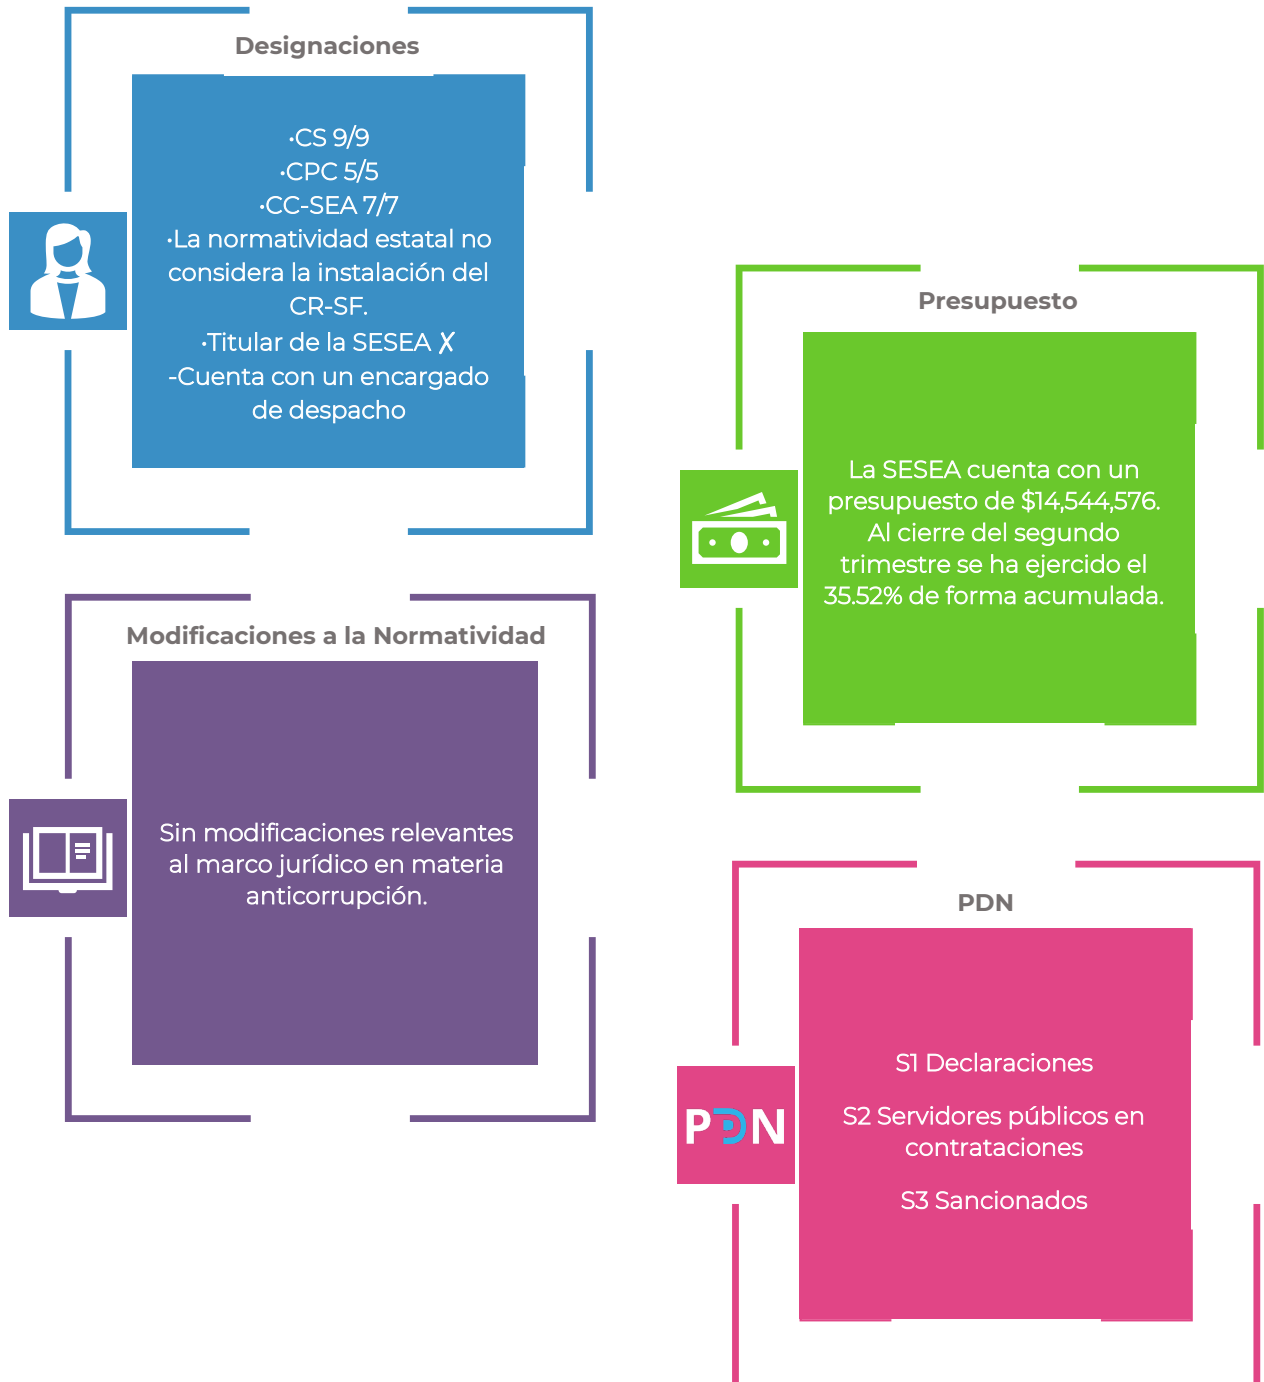 Designaciones
•CS 9/9
•CPC 5/5
•CC-SEA 7/7
•La normatividad estatal no
considera la instalación del
CR-SF.
•Titular de la SESEA ✗
-Cuenta con un encargado
de despacho
Presupuesto
La SESEA cuenta con un
presupuesto de $14,544,576.
Al cierre del segundo
trimestre se ha ejercido el
35.52% de forma acumulada.
Modificaciones a la Normatividad
Sin modificaciones relevantes
al marco jurídico en materia
anticorrupción.
PDN
PDN
S1 Declaraciones
S2 Servidores públicos en
contrataciones
S3 Sancionados